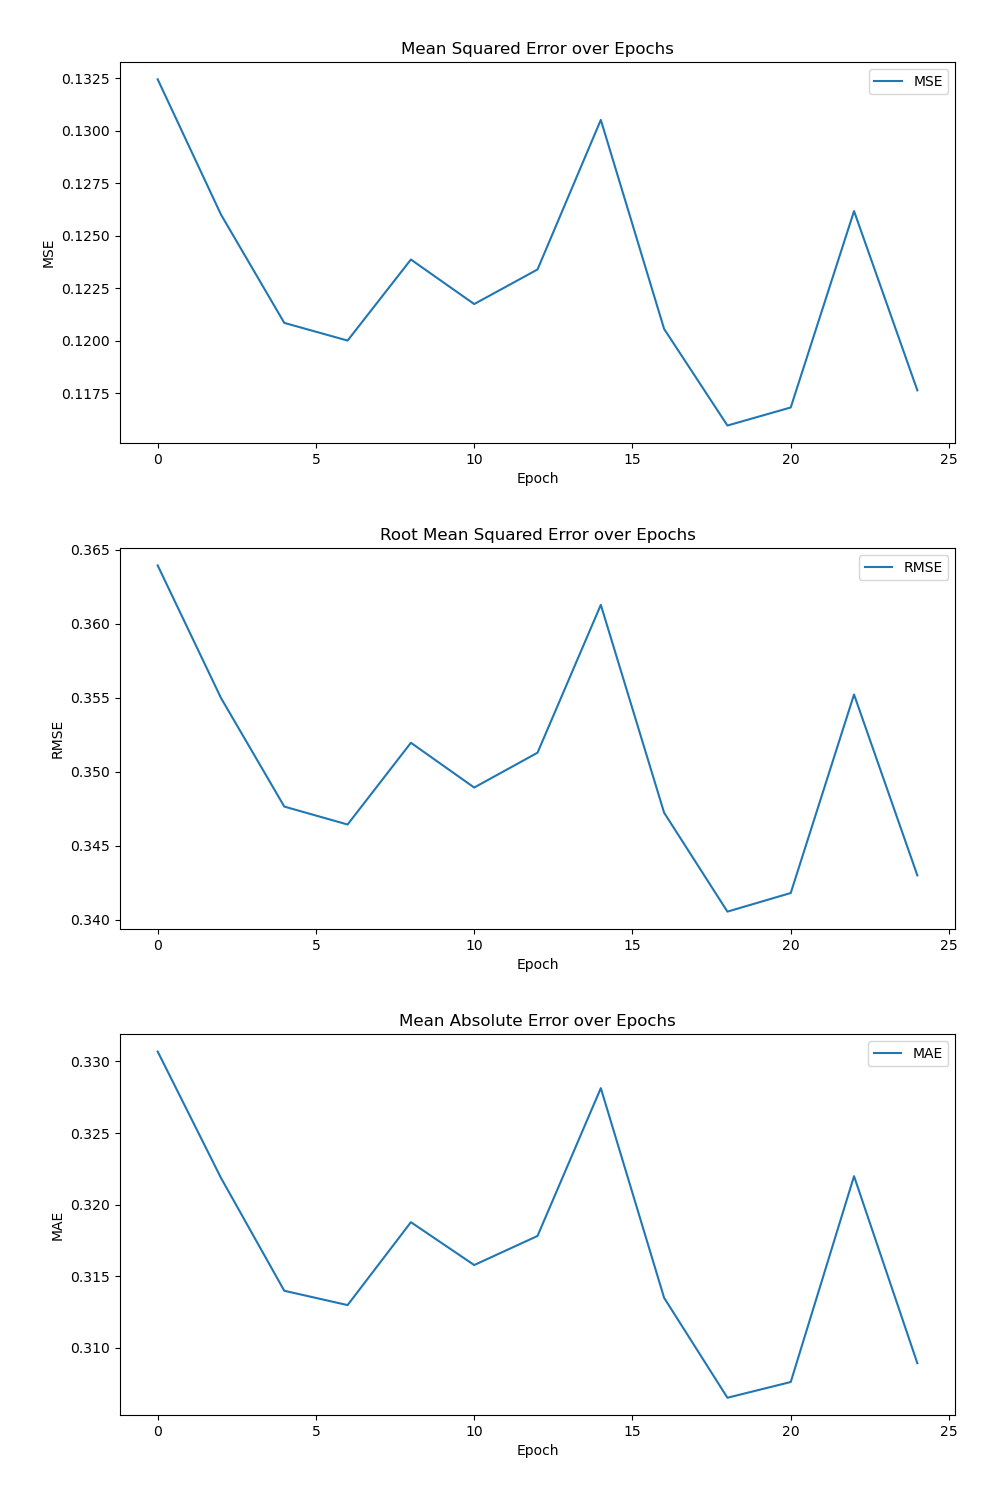 Mean Squared Error over Epochs
MSE
0.1325
0.1300
0.1275
0.1250
0.1225
0.1200
0.1175
MSE
0 5 10 15 20 25
Epoch
Root Mean Squared Error over Epochs
RMSE
0.365
0.360
0.355
0.350
0.345
0.340
RMSE
0 5 10 15 20 25
Epoch
Mean Absolute Error over Epochs
MAE
0.330
0.325
0.320
0.315
0.310
MAE
0 5 10 15 20 25
Epoch